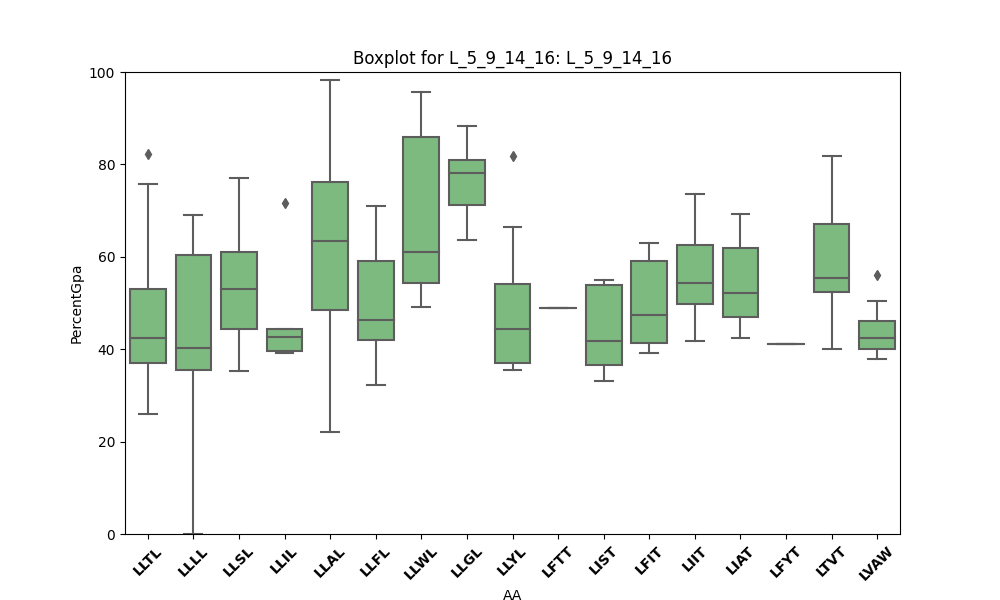 Boxplot for L_5_9_14_16: L_5_9_14_16
100
80
60
40
20
0
PercentGpa
LLTL LLLL LLSL LLIL LLAL LLFL LLWL LLGL LLYL LFTT LIST LFIT LIIT LIAT LFYT LTVT LVAW
AA